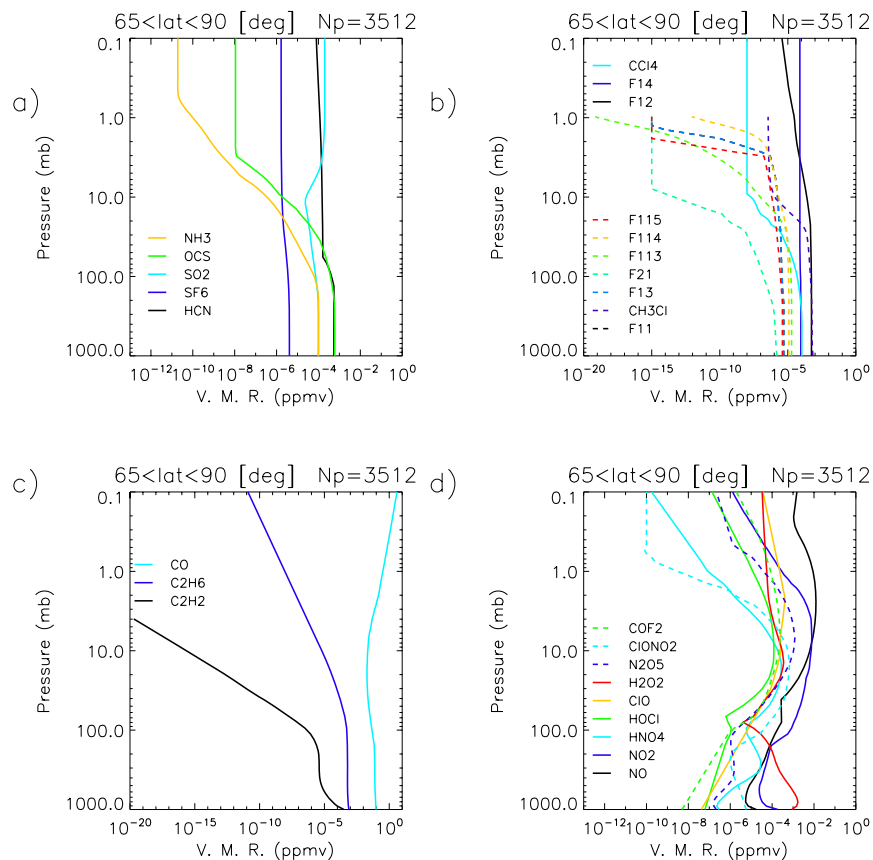 65<lat<90 [deg] Np=3512
a)
0.1
1.0
10.0
100.0
1000.0
Pressure (mb)
NH3
OCS
SO2
SF6
HCN
10^-12 10^-10 10^-8 10^-6 10^-4 10^-2 10^0
V. M. R. (ppmv)
65<lat<90 [deg] Np=3512
b)
0.1
1.0
10.0
100.0
1000.0
Pressure (mb)
CCl4
F14
F12
F115
F114
F113
F21
F13
CH3Cl
F11
10^-20 10^-15 10^-10 10^-5 10^0
V. M. R. (ppmv)
65<lat<90 [deg] Np=3512
c)
0.1
1.0
10.0
100.0
1000.0
Pressure (mb)
CO
C2H6
C2H2
10^-20 10^-15 10^-10 10^-5 10^0
V. M. R. (ppmv)
65<lat<90 [deg] Np=3512
d)
0.1
1.0
10.0
100.0
1000.0
Pressure (mb)
COF2
ClONO2
N2O5
H2O2
ClO
HOCl
HNO4
NO2
NO
10^-12 10^-10 10^-8 10^-6 10^-4 10^-2 10^0
V. M. R. (ppmv)